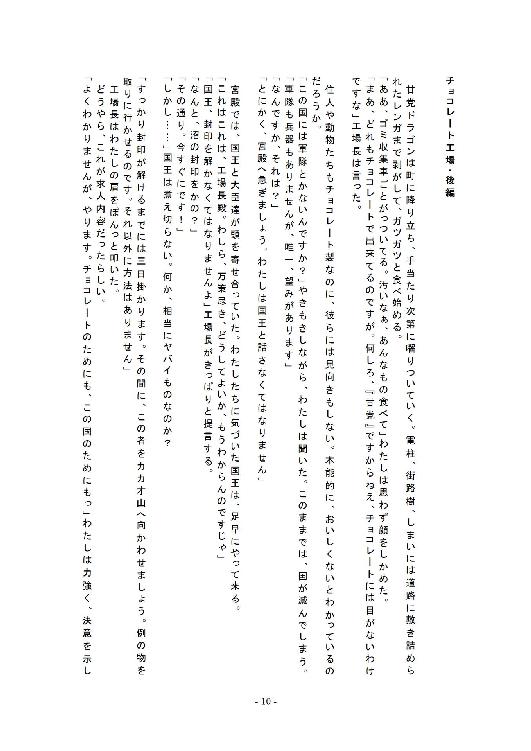 チョコレート工場・後編
　甘党ドラゴンは町に降り立ち、手当たり次第に囓りついていく。電柱、街路樹、しまいには道路に敷き詰めら
れたレンガまで剥がして、ガツガツと食べ始める。
「ああ、ゴミ収集車ごとがっついてる。汚いなぁ、あんなもの食べて」わたしは思わず顔をしかめた。
「まあ、どれもチョコレートで出来てるのですが。何しろ、『甘党』ですからねえ、チョコレートには目がないわけ
ですな」工場長は言った。
　住人や動物たちもチョコレート製なのに、彼らには見向きもしない。本能的に、おいしくないとわかっているの
だろうか。
「この国には軍隊とかないんですか？」やきもきしながら、わたしは聞いた。このままでは、国が滅んでしまう。
「軍隊も兵器もありませんが、唯一、望みがあります」
「なんですか、それは？」
「とにかく、宮殿へ急ぎましょう。わたしは国王と話さなくてはなりません」
　宮殿では、国王と大臣達が頭を寄せ合っていた。わたしたちに気づいた国王は、足早にやって来る。
「これはこれは、工場長殿。わしら、万策尽き、どうしてよいか、もうわからんのですじゃ」
「国王、封印を解かなくてはなりませんよ」工場長がきっぱりと提言する。
「なんと、沼の封印をかの？」
「その通り。今すぐにです！」
「しかし……」国王は煮え切らない。何か、相当にヤバイものなのか？
「すっかり封印が解けるまでには三日掛かります。その間に、この者をカカオ山へ向かわせましょう。例の物を
取りに行かせるのです。それ以外に方法はありません」
　工場長はわたしの肩をぽんっと叩いた。
　どうやら、これが求人内容だったらしい。
「よくわかりませんが、やります。チョコレートのためにも、この国のためにもっ」わたしは力強く、決意を示し
- 10 -